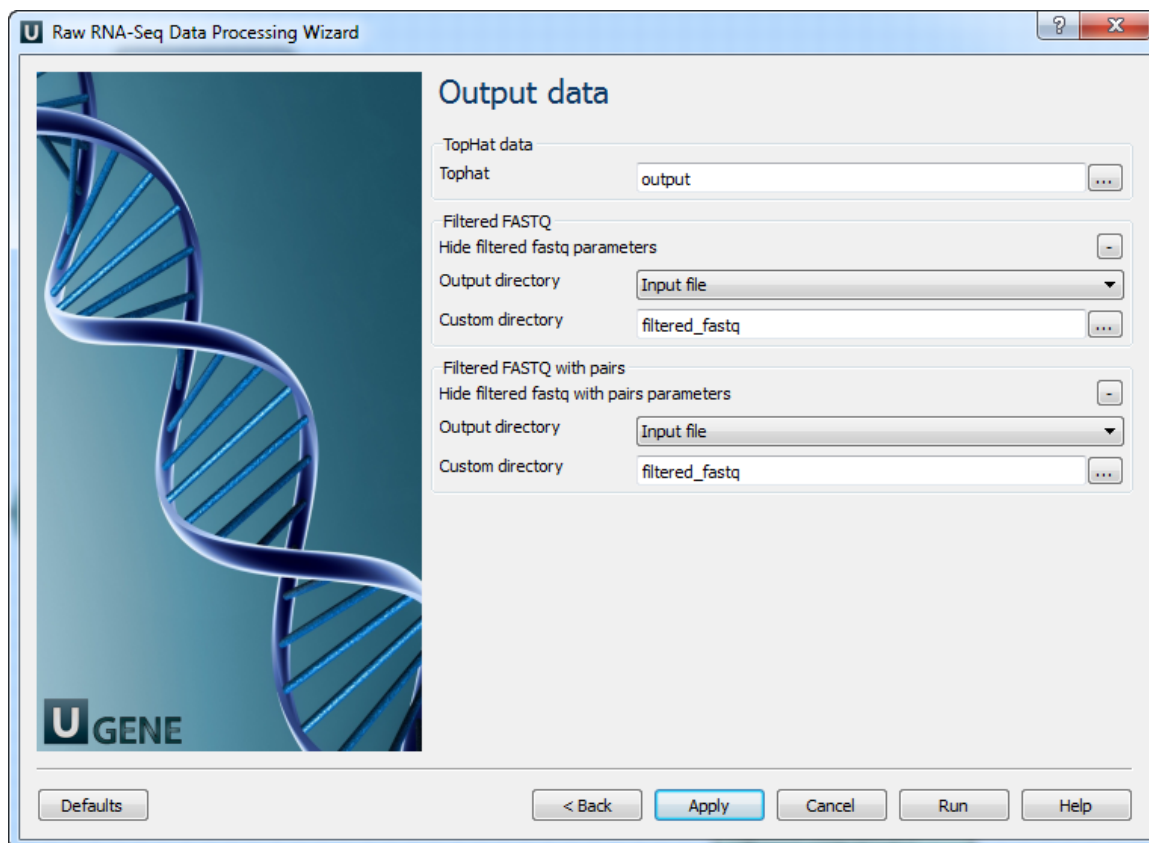 U Raw RNA-Seq Data Processing Wizard
? X
Output data
TopHat data
Tophat output ...
Filtered FASTQ
Hide filtered fastq parameters -
Output directory Input file
Custom directory filtered_fastq ...
Filtered FASTQ with pairs
Hide filtered fastq with pairs parameters -
Output directory Input file
Custom directory filtered_fastq ...
U GENE
Defaults < Back Apply Cancel Run Help